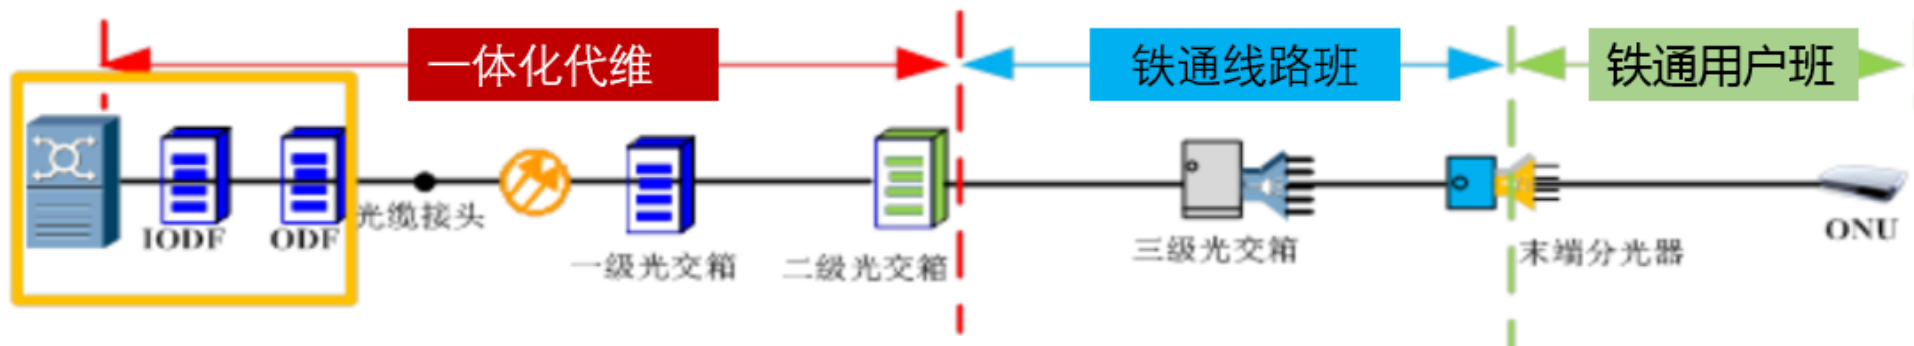 一体化代维
铁通线路班
铁通用户班
IODF
ODF
光缆接头
一级光交箱
二级光交箱
三级光交箱
末端分光器
ONU